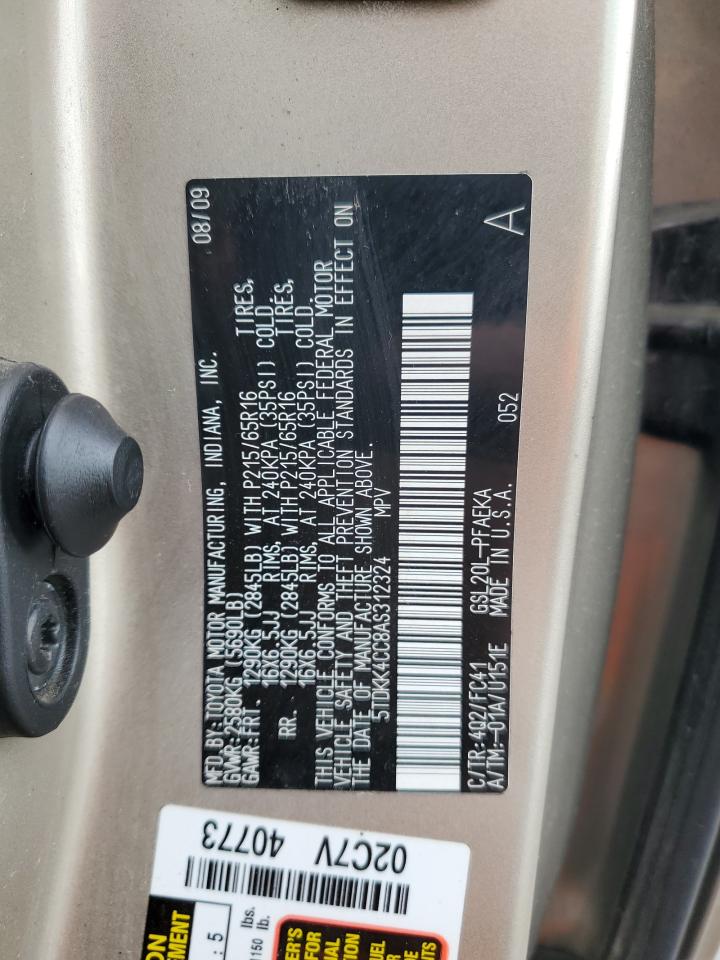 MFD. BY: TOYOTA MOTOR MANUFACTURING, INDIANA, INC. 08/09
GVWR: 2580KG (5690LB)
GAWR: FRT. 1290KG (2845LB) WITH P215/65R16 TIRES,
16X6.5JJ RIMS, AT 240KPA (35PSI) COLD.
RR. 1290KG (2845LB) WITH P215/65R16 TIRES,
16X6.5JJ RIMS, AT 240KPA (35PSI) COLD.
THIS VEHICLE CONFORMS TO ALL APPLICABLE FEDERAL MOTOR
VEHICLE SAFETY AND THEFT PREVENTION STANDARDS IN EFFECT ON
THE DATE OF MANUFACTURE SHOWN ABOVE.
5TDKK4CC8AS312324 MPV
C/TR: 4Q2/FC41 GSL20L-PFAEKA A
A/TM: -01A/U151E MADE IN U.S.A. 052
02C7V 40773
: 5
lbs.
1150 lb.